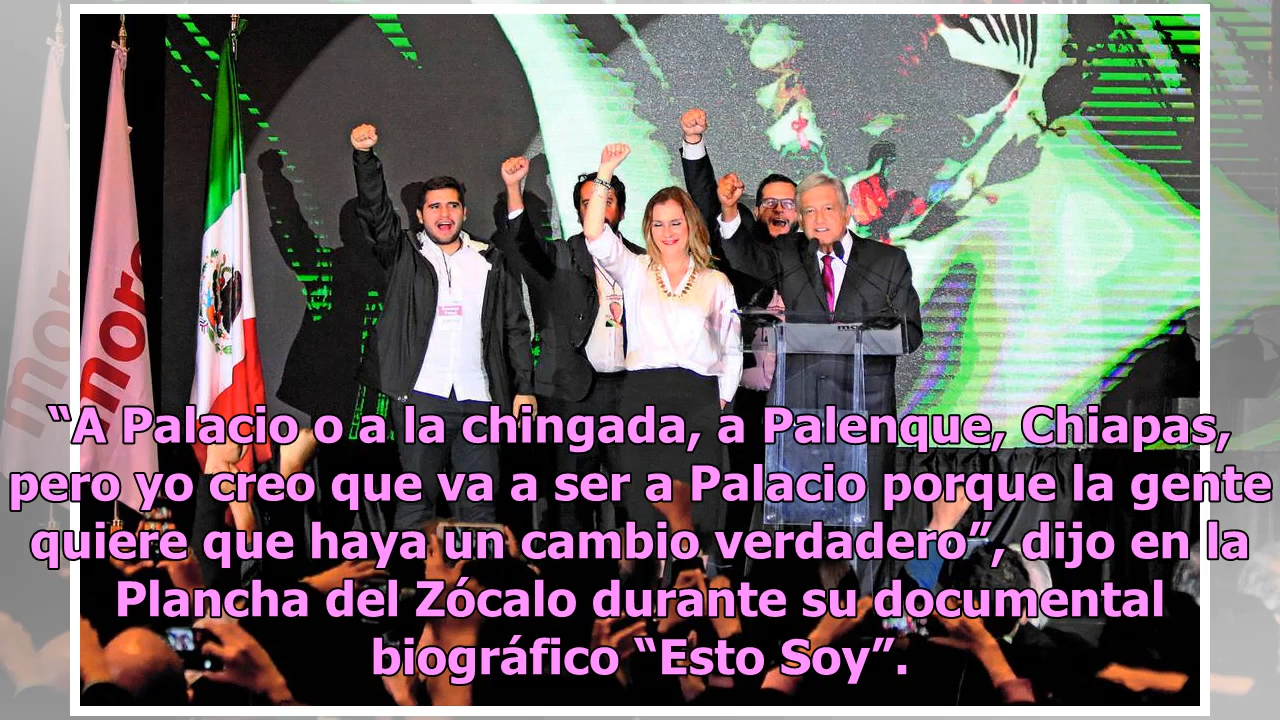 “A Palacio o a la chingada, a Palenque, Chiapas,
pero yo creo que va a ser a Palacio porque la gente
quiere que haya un cambio verdadero”, dijo en la
Plancha del Zócalo durante su documental
biográfico “Esto Soy”.